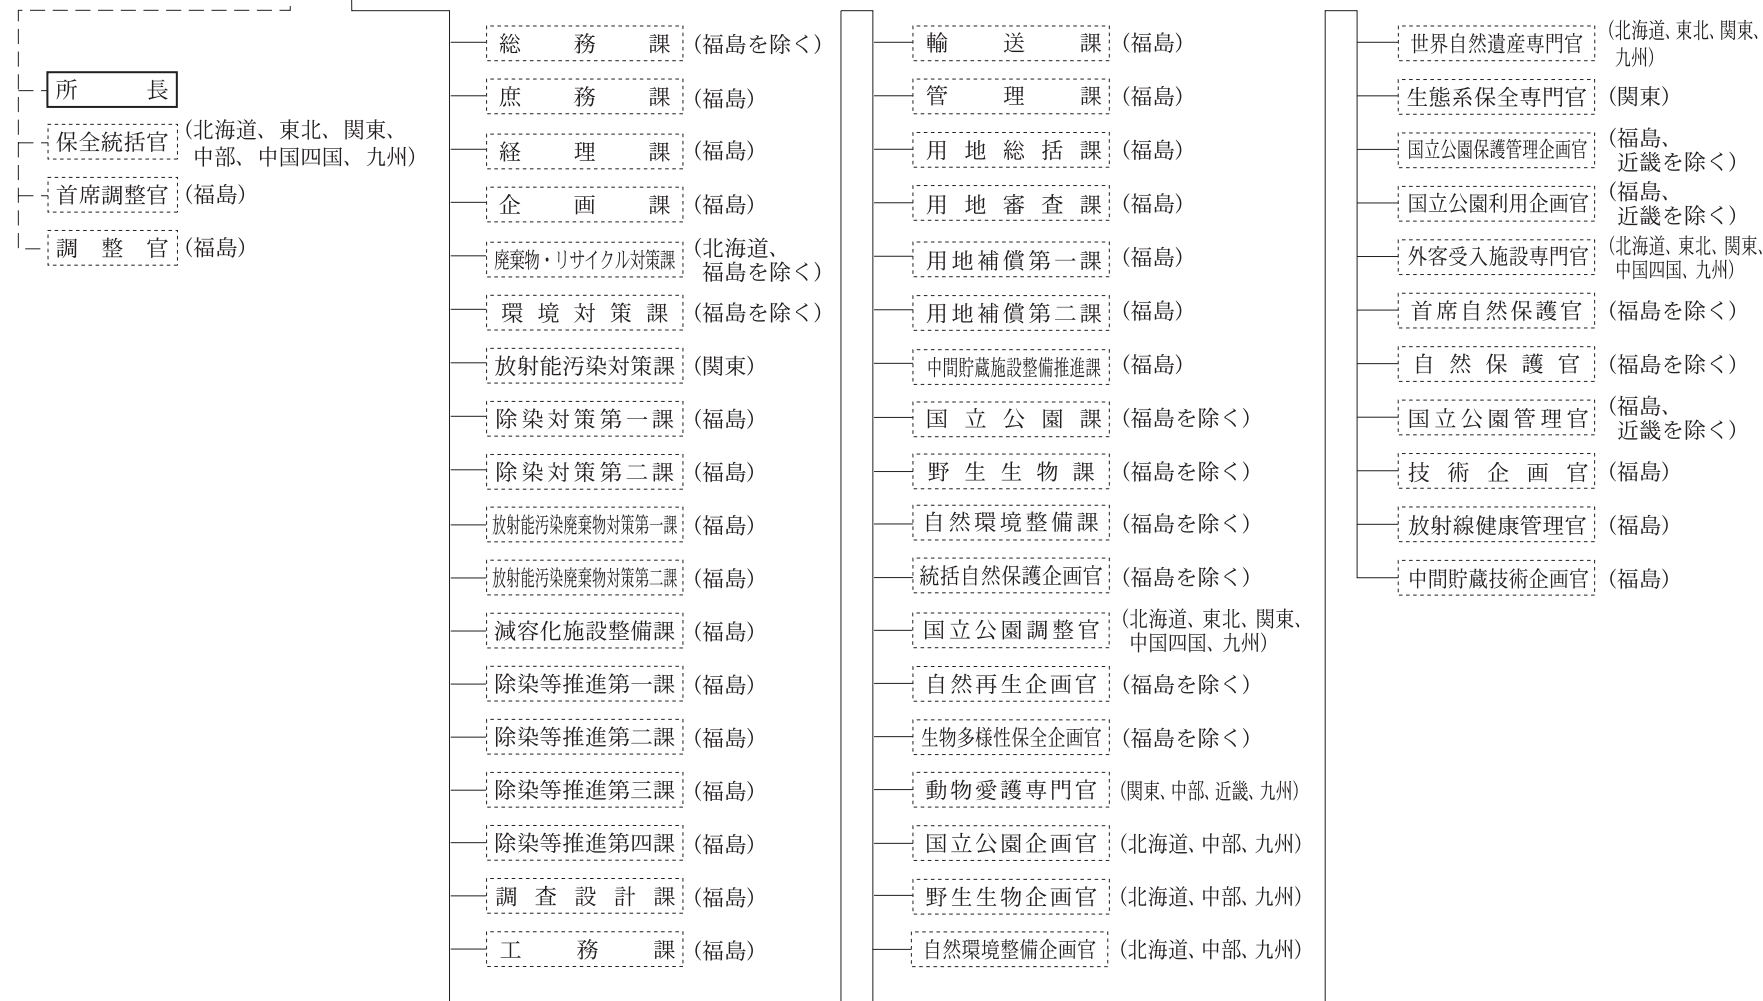 所長
保全統括官
(北海道、東北、関東、
中部、中国四国、九州)
首席調整官 (福島)
調整官 (福島)
総務課 (福島を除く)
庶務課 (福島)
経理課 (福島)
企画課 (福島)
廃棄物・リサイクル対策課
(北海道、
福島を除く)
環境対策課 (福島を除く)
放射能汚染対策課 (関東)
除染対策第一課 (福島)
除染対策第二課 (福島)
放射能汚染廃棄物対策第一課 (福島)
放射能汚染廃棄物対策第二課 (福島)
減容化施設整備課 (福島)
除染等推進第一課 (福島)
除染等推進第二課 (福島)
除染等推進第三課 (福島)
除染等推進第四課 (福島)
調査設計課 (福島)
工務課 (福島)
輸送課 (福島)
管理課 (福島)
用地総括課 (福島)
用地審査課 (福島)
用地補償第一課 (福島)
用地補償第二課 (福島)
中間貯蔵施設整備推進課 (福島)
国立公園課 (福島を除く)
野生生物課 (福島を除く)
自然環境整備課 (福島を除く)
統括自然保護企画官 (福島を除く)
国立公園調整官
(北海道、東北、関東、
中国四国、九州)
自然再生企画官 (福島を除く)
生物多様性保全企画官 (福島を除く)
動物愛護専門官 (関東、中部、近畿、九州)
国立公園企画官 (北海道、中部、九州)
野生生物企画官 (北海道、中部、九州)
自然環境整備企画官 (北海道、中部、九州)
世界自然遺産専門官
(北海道、東北、関東、
九州)
生態系保全専門官 (関東)
国立公園保護管理企画官
(福島、
近畿を除く)
国立公園利用企画官
(福島、
近畿を除く)
外客受入施設専門官
(北海道、東北、関東、
中国四国、九州)
首席自然保護官 (福島を除く)
自然保護官 (福島を除く)
国立公園管理官
(福島、
近畿を除く)
技術企画官 (福島)
放射線健康管理官 (福島)
中間貯蔵技術企画官 (福島)